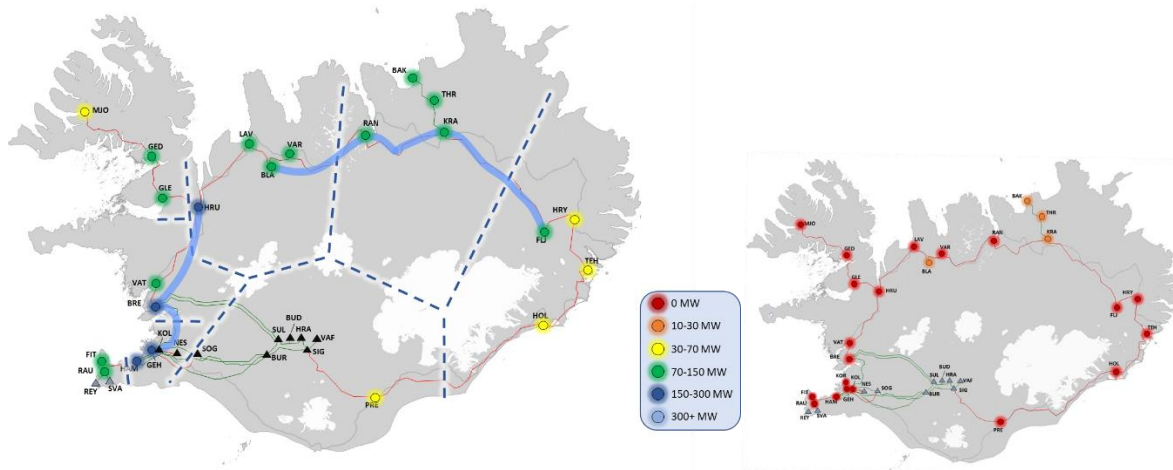 BAK
THR
MJO
LAV
VAR
RAN
KRA
GED
BLA
GLE
HRU
HRY
FLJ
VAT
BRE
TEH
BUD
KOL
SUL
HRA
VAF
NES
SOG
HOL
FIT
HAM
GEH
BUR
SIG
RAU
REY
SVA
PRE
0 MW
10-30 MW
30-70 MW
70-150 MW
150-300 MW
300+ MW
BAK
THR
MJO
KRA
LAV
VAR
RAN
GED
BLA
GLE
HRU
HRY
FLJ
TEH
VAT
BRE
BUD
SUL
HRA
VAF
HOL
KOR
KOL
NES
SOG
BUR
SIG
FIT
RAU
HAM
GEH
REY
SVA
PRE